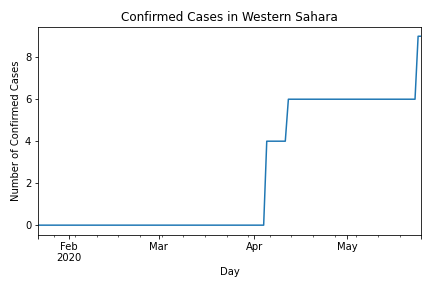 Confirmed Cases in Western Sahara
Number of Confirmed Cases
8
6
4
2
0
Feb
2020
Mar
Apr
May
Day